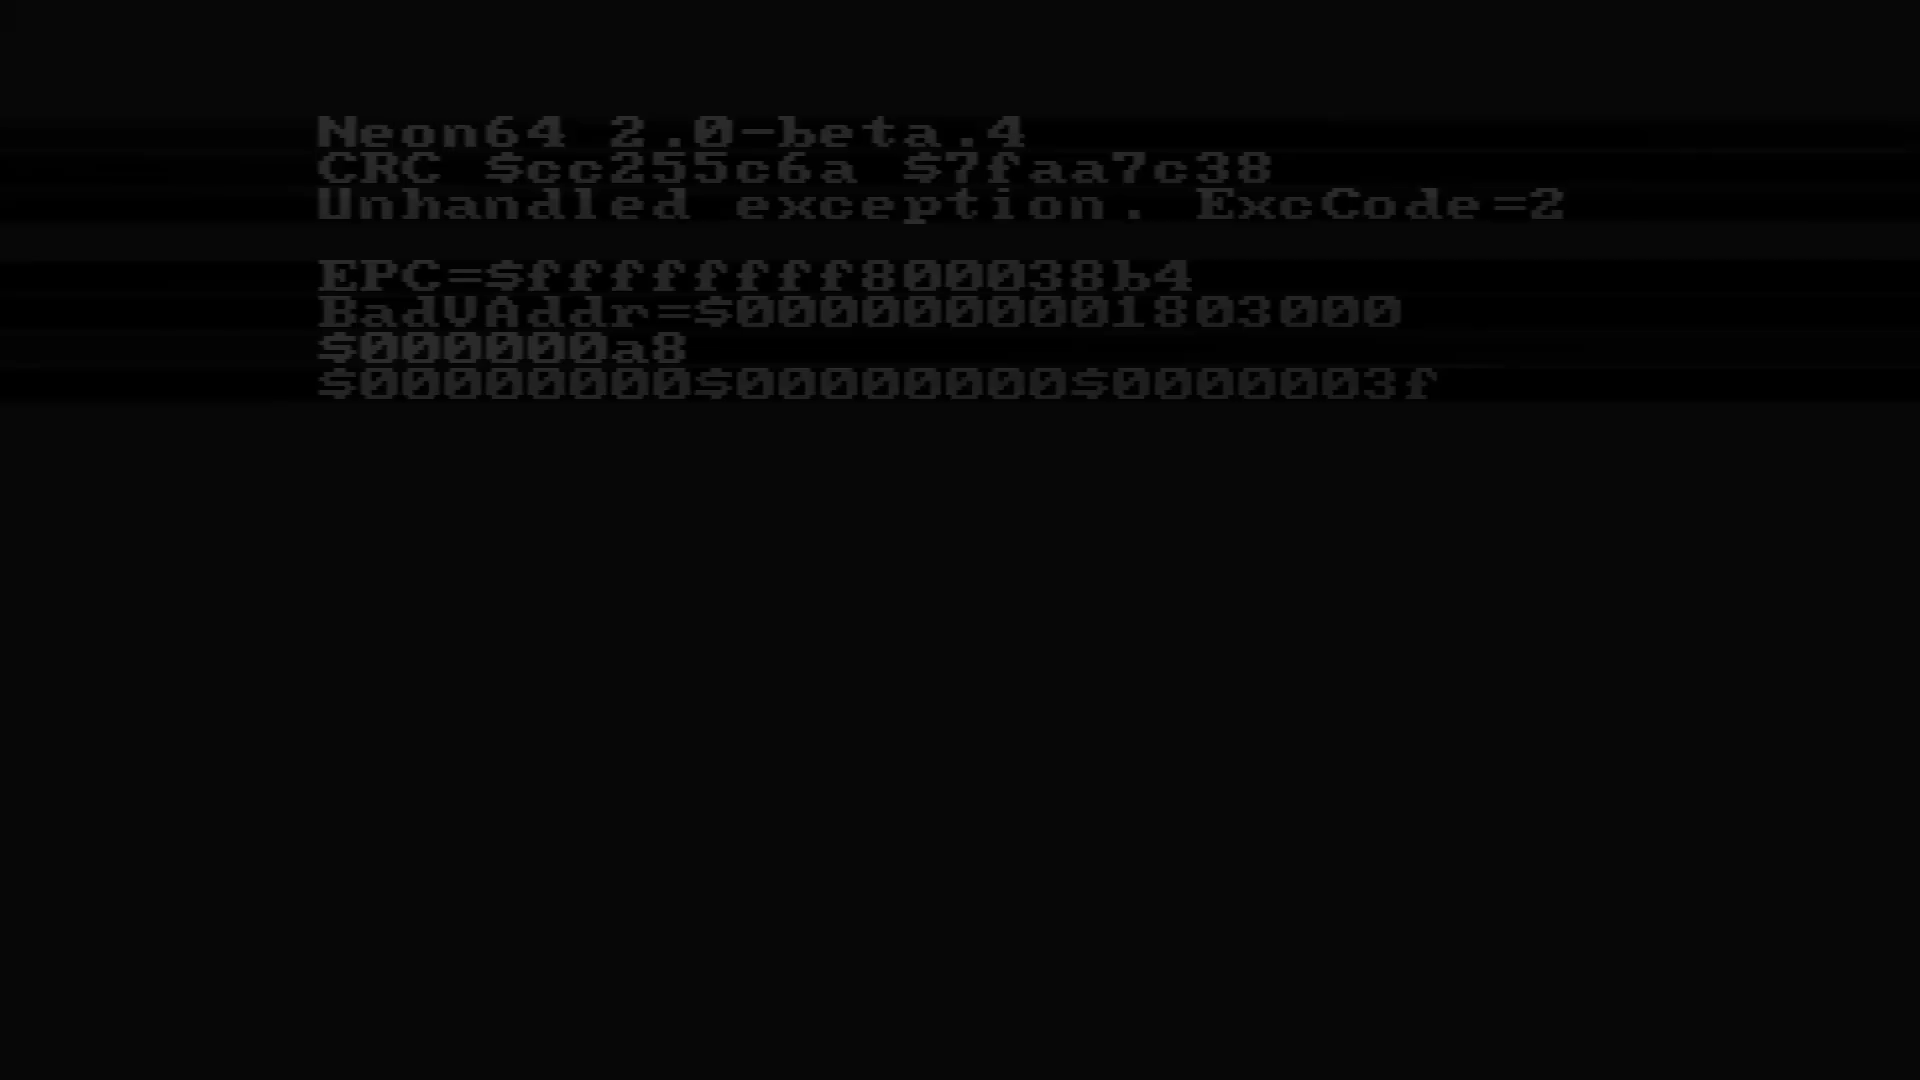 Neon64 2.0-beta.4
CRC $cc255c6a $7faa7c38
Unhandled exception. ExcCode=2
EPC=$ffffffff800038b4
BadVAddr=$0000000001803000
$000000a8
$00000000$00000000$0000003f